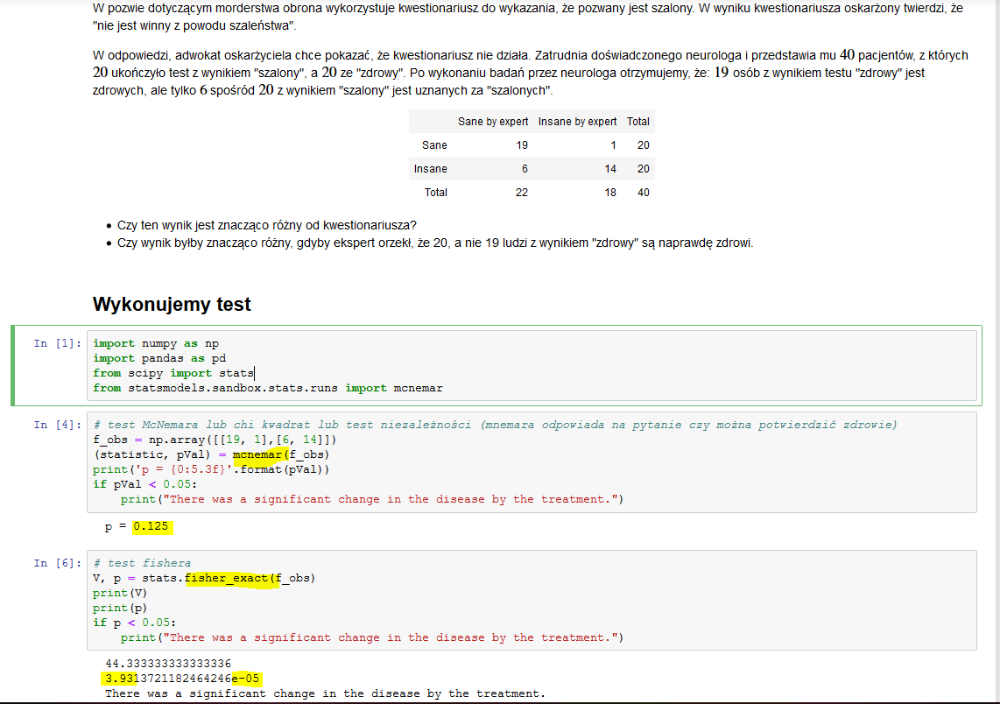 W pozwie dotyczącym morderstwa obrona wykorzystuje kwestionariusz do wykazania, że pozwany jest szalony. W wyniku kwestionariusza oskarżony twierdzi, że
"nie jest winny z powodu szaleństwa".
W odpowiedzi, adwokat oskarżyciela chce pokazać, że kwestionariusz nie działa. Zatrudnia doświadczonego neurologa i przedstawia mu 40 pacjentów, z których
20 ukończyło test z wynikiem "szalony", a 20 ze "zdrowy". Po wykonaniu badań przez neurologa otrzymujemy, że: 19 osób z wynikiem testu "zdrowy" jest
zdrowych, ale tylko 6 spośród 20 z wynikiem "szalony" jest uznanych za "szalonych".
Sane by expert Insane by expert Total
Sane 19 1 20
Insane 6 14 20
Total 22 18 40
• Czy ten wynik jest znacząco różny od kwestionariusza?
• Czy wynik byłby znacząco różny, gdyby ekspert orzekł, że 20, a nie 19 ludzi z wynikiem "zdrowy" są naprawdę zdrowi.
Wykonujemy test
In [1]: import numpy as np
import pandas as pd
from scipy import stats
from statsmodels.sandbox.stats.runs import mcnemar
In [4]: # test McNemara lub chi kwadrat lub test niezależności (mnemara odpowiada na pytanie czy można potwierdzić zdrowie)
f_obs = np.array([[19, 1],[6, 14]])
(statistic, pVal) = mcnemar(f_obs)
print('p = {0:5.3f}'.format(pVal))
if pVal < 0.05:
    print("There was a significant change in the disease by the treatment.")
p = 0.125
In [6]: # test fishera
V, p = stats.fisher_exact(f_obs)
print(V)
print(p)
if p < 0.05:
    print("There was a significant change in the disease by the treatment.")
44.333333333333336
3.9313721182464246e-05
There was a significant change in the disease by the treatment.